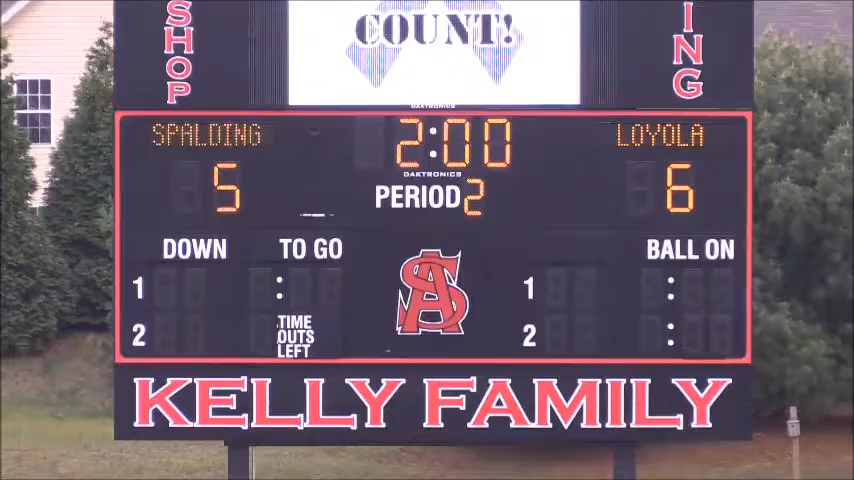 SHOP
COUNT!
ING
DAKTRONICS
SPALDING 2:00 LOYOLA
DAKTRONICS
5 PERIOD 2 6
DOWN TO GO BALL ON
1 : SA 1 :
2 TIME OUTS LEFT 2 :
KELLY FAMILY